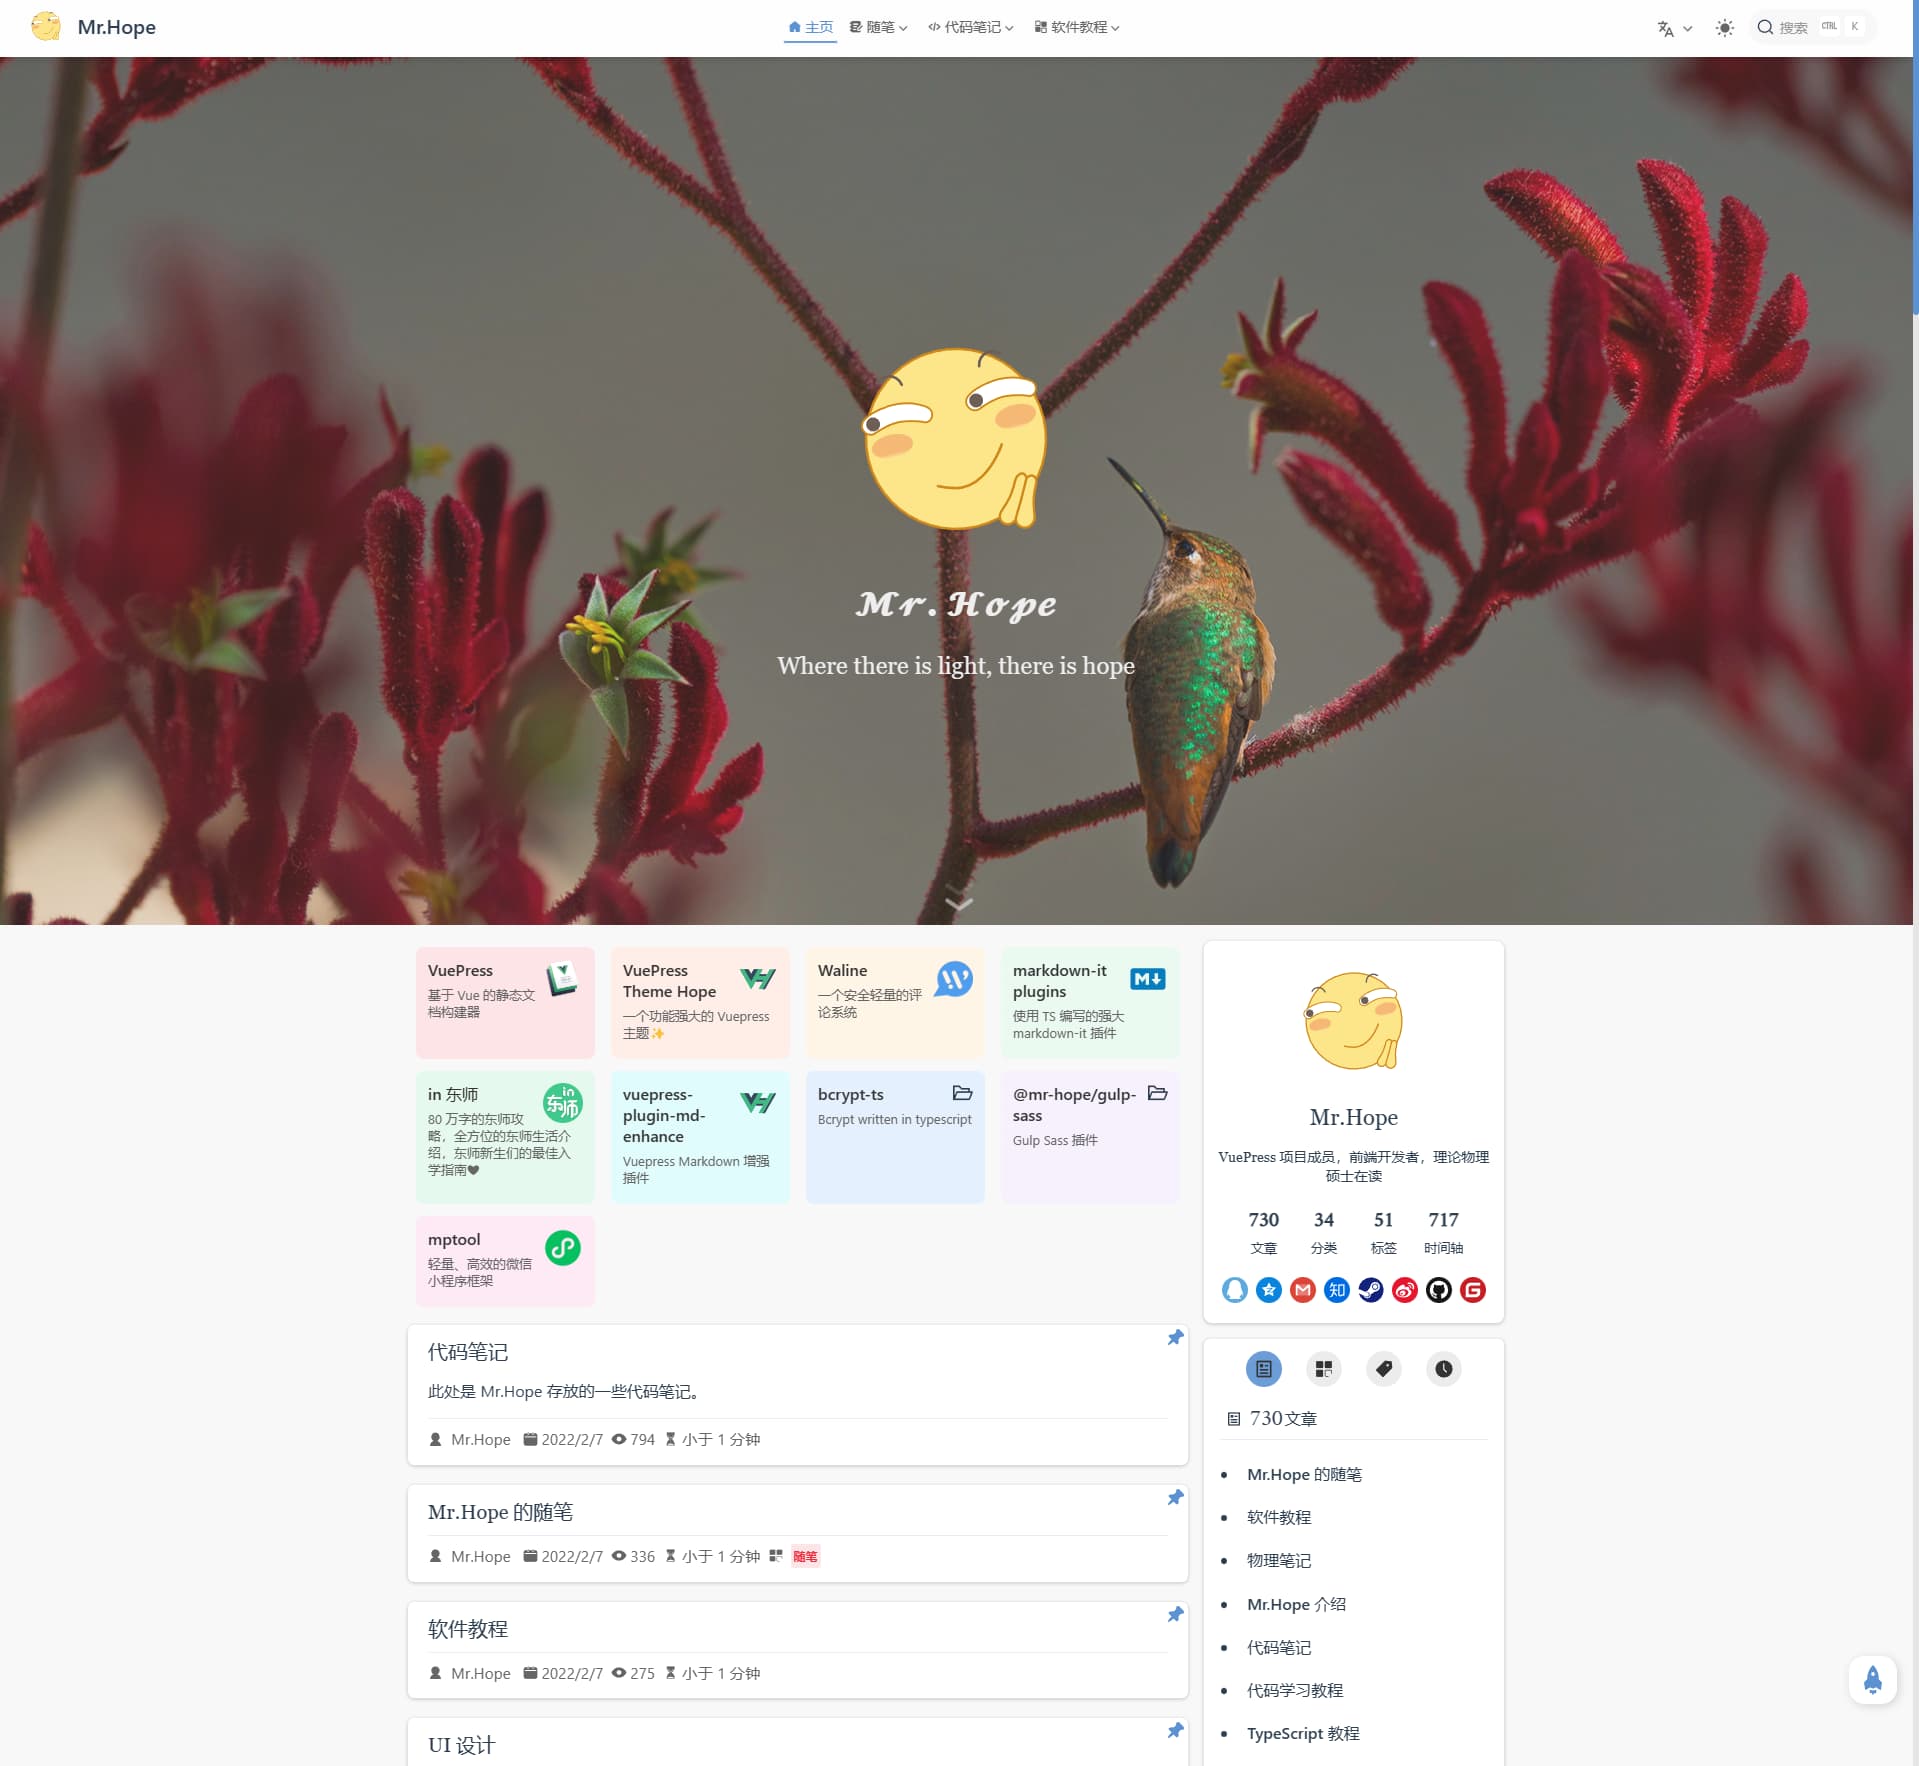 Mr.Hope
主页
随笔
代码笔记
软件教程
搜索 CTRL K
Mr.Hope
Where there is light, there is hope
VuePress
基于 Vue 的静态文
档构建器
VuePress
Theme Hope
一个功能强大的 Vuepress
主题✨
Waline
一个安全轻量的评
论系统
markdown-it
plugins
使用 TS 编写的强大
markdown-it 插件
in 东师
80 万字的东师攻
略，全方位的东师生活介
绍，东师新生们的最佳入
学指南❤
in
东师
vuepress-
plugin-md-
enhance
Vuepress Markdown 增强
插件
bcrypt-ts
Bcrypt written in typescript
@mr-hope/gulp-
sass
Gulp Sass 插件
mptool
轻量、高效的微信
小程序框架
代码笔记
此处是 Mr.Hope 存放的一些代码笔记。
Mr.Hope 2022/2/7 794 小于 1 分钟
Mr.Hope 的随笔
Mr.Hope 2022/2/7 336 小于 1 分钟 随笔
软件教程
Mr.Hope 2022/2/7 275 小于 1 分钟
UI 设计
Mr.Hope
VuePress 项目成员，前端开发者，理论物理
硕士在读
730 34 51 717
文章 分类 标签 时间轴
知
730文章
Mr.Hope 的随笔
软件教程
物理笔记
Mr.Hope 介绍
代码笔记
代码学习教程
TypeScript 教程